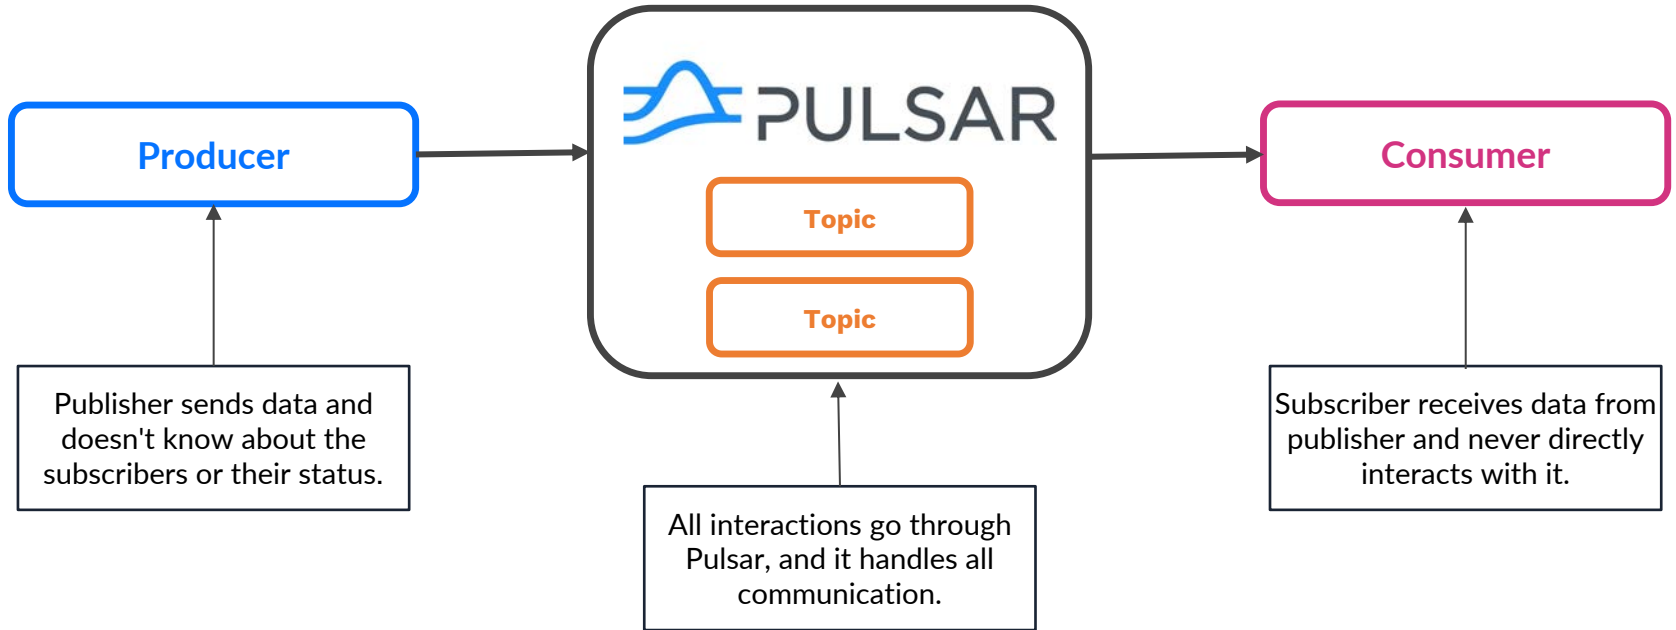 PULSAR
Producer
Consumer
Topic
Topic
Publisher sends data and
doesn't know about the
subscribers or their status.
All interactions go through
Pulsar, and it handles all
communication.
Subscriber receives data from
publisher and never directly
interacts with it.